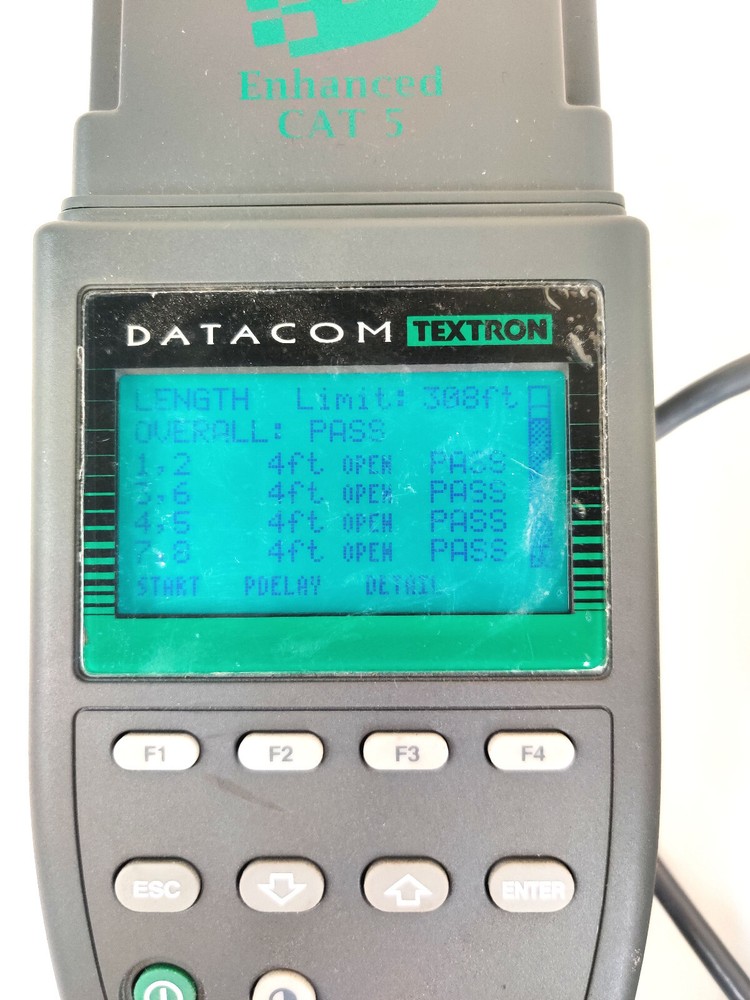 Enhanced
CAT 5
DATACOM TEXTRON
LENGTH Limit: 308ft
OVERALL: PASS
1,2 4ft OPEN PASS
3,6 4ft OPEN PASS
4,5 4ft OPEN PASS
7,8 4ft OPEN PASS
START PDELAY DETAIL
F1 F2 F3 F4
ESC ENTER